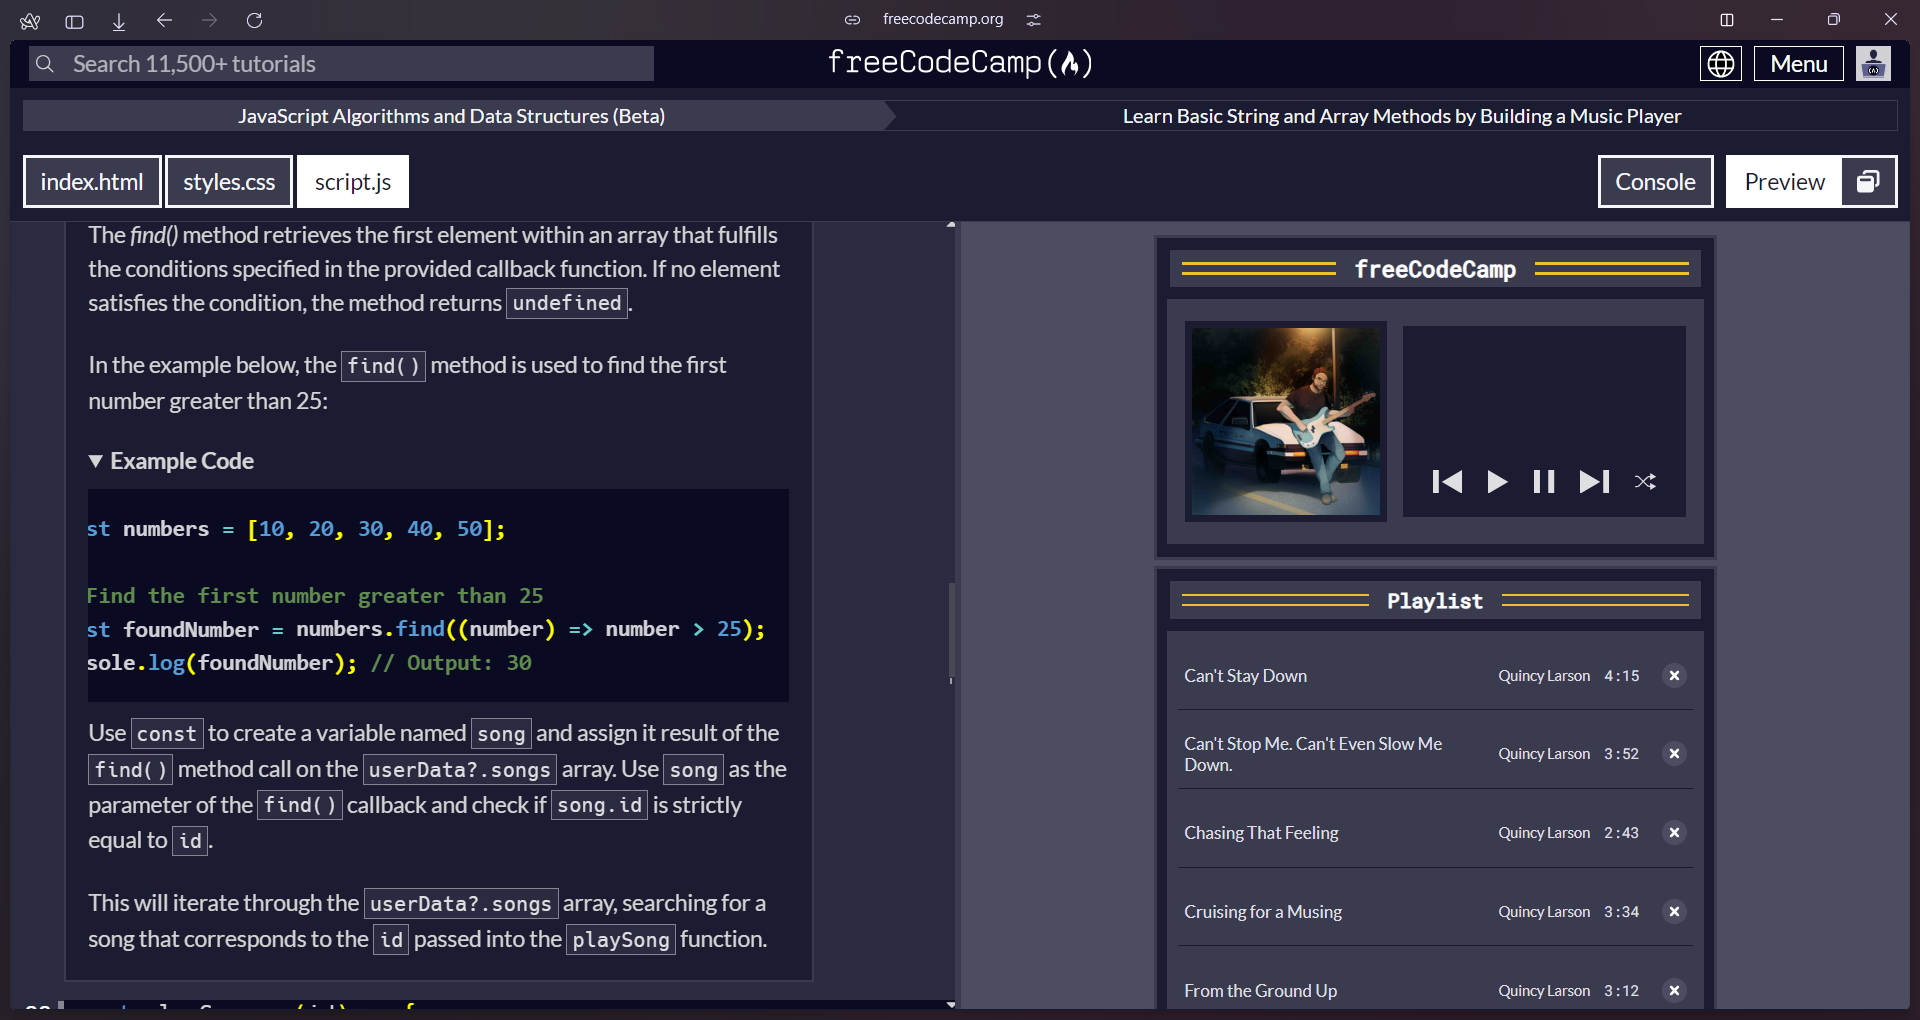 freecodecamp.org
Search 11,500+ tutorials
freeCodeCamp(🔥)
Menu
JavaScript Algorithms and Data Structures (Beta)
Learn Basic String and Array Methods by Building a Music Player
index.html
styles.css
script.js
Console
Preview
The find() method retrieves the first element within an array that fulfills
the conditions specified in the provided callback function. If no element
satisfies the condition, the method returns undefined.
In the example below, the find() method is used to find the first
number greater than 25:
Example Code
st numbers = [10, 20, 30, 40, 50];
Find the first number greater than 25
st foundNumber = numbers.find((number) => number > 25);
sole.log(foundNumber); // Output: 30
Use const to create a variable named song and assign it result of the
find() method call on the userData?.songs array. Use song as the
parameter of the find() callback and check if song.id is strictly
equal to id.
This will iterate through the userData?.songs array, searching for a
song that corresponds to the id passed into the playSong function.
freeCodeCamp
Playlist
Can't Stay Down
Quincy Larson
4:15
Can't Stop Me. Can't Even Slow Me
Down.
Quincy Larson
3:52
Chasing That Feeling
Quincy Larson
2:43
Cruising for a Musing
Quincy Larson
3:34
From the Ground Up
Quincy Larson
3:12